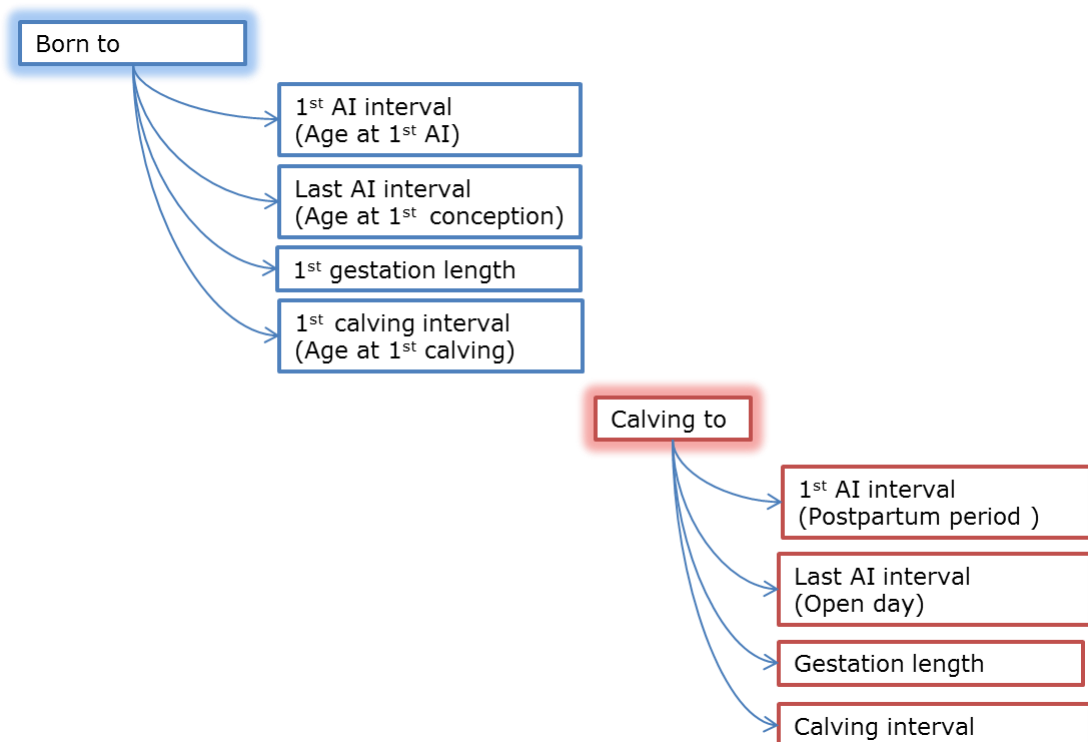 Born to
1st AI interval
(Age at 1st AI)
Last AI interval
(Age at 1st conception)
1st gestation length
1st calving interval
(Age at 1st calving)
Calving to
1st AI interval
(Postpartum period )
Last AI interval
(Open day)
Gestation length
Calving interval